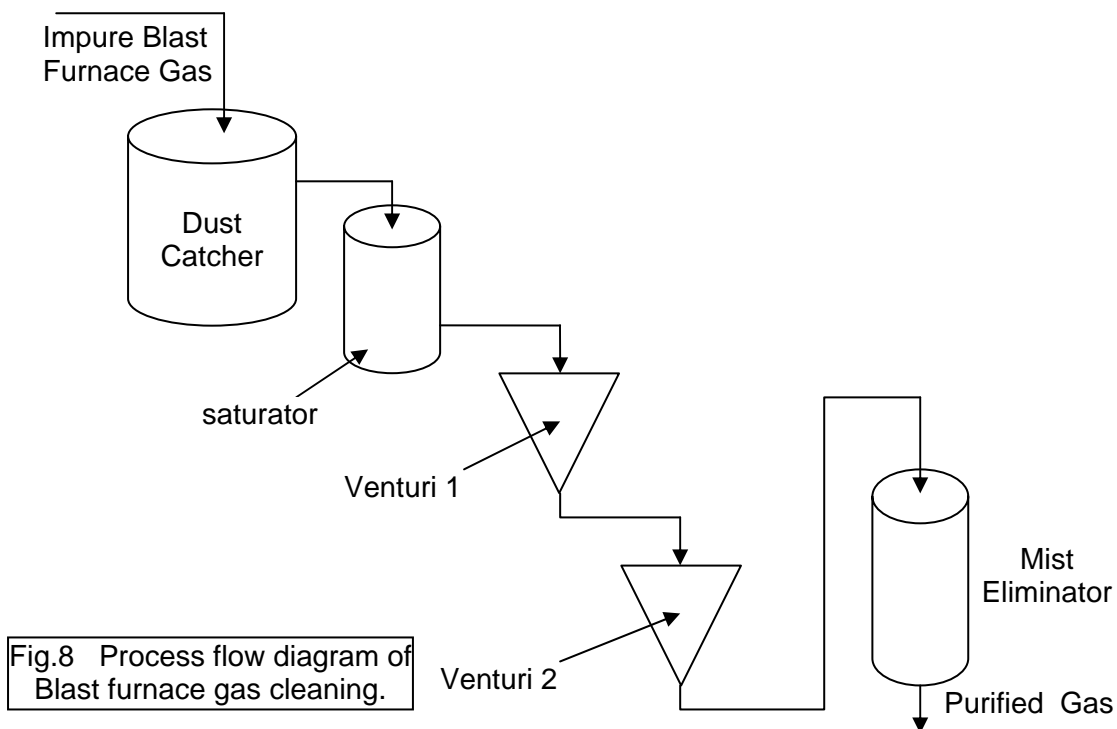 Impure Blast
Furnace Gas
Dust
Catcher
saturator
Venturi 1
Mist
Eliminator
Venturi 2
Fig.8 Process flow diagram of
Blast furnace gas cleaning.
Purified Gas